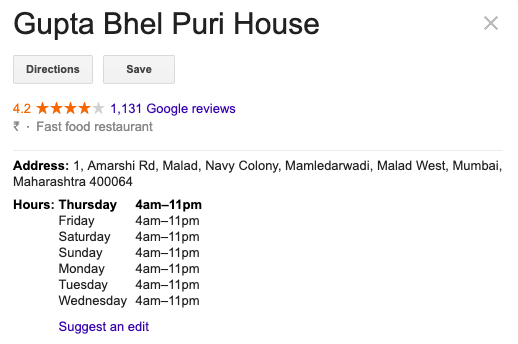 Gupta Bhel Puri House
Directions Save
4.2 ★★★★★ 1,131 Google reviews
₹ · Fast food restaurant
Address: 1, Amarshi Rd, Malad, Navy Colony, Mamledarwadi, Malad West, Mumbai,
Maharashtra 400064
Hours: Thursday 4am–11pm
Friday 4am–11pm
Saturday 4am–11pm
Sunday 4am–11pm
Monday 4am–11pm
Tuesday 4am–11pm
Wednesday 4am–11pm
Suggest an edit